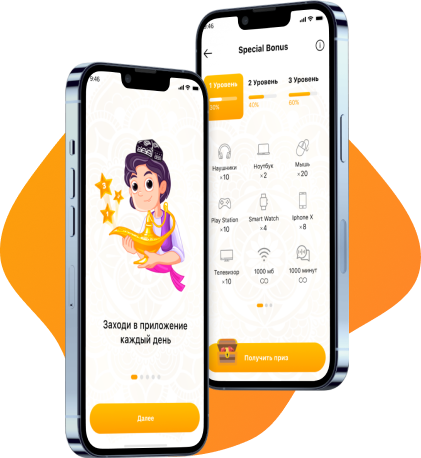 9:46
Заходи в приложение
каждый день
Далее
9:46
Special Bonus
1 Уровень
2 Уровень
3 Уровень
40%
60%
Наушники
×10
Ноутбук
×2
Мышь
×20
Play Station
×10
Smart Watch
×4
Iphone X
×8
Телевизор
×10
1000 мб
∞
1000 минут
∞
Получить приз